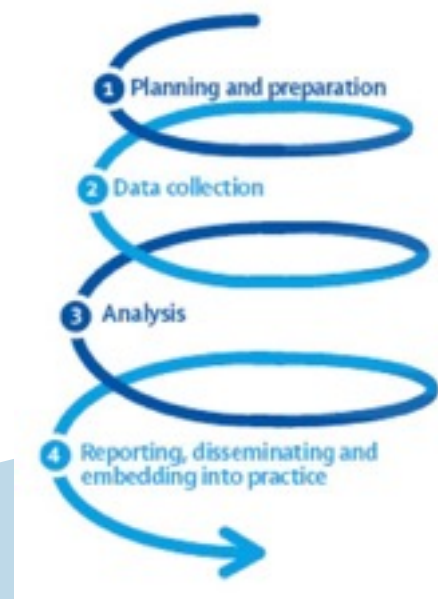 1 Planning and preparation
2 Data collection
3 Analysis
4 Reporting, disseminating and
embedding into practice